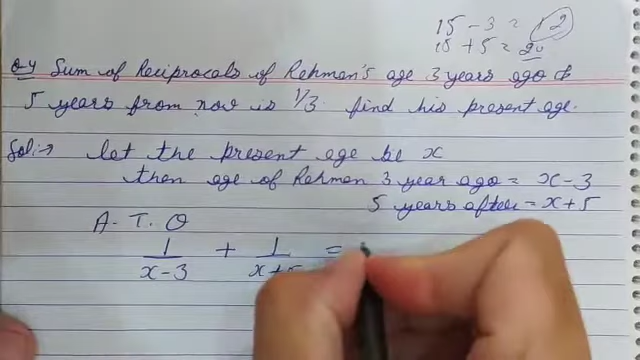 15 - 3 = 12
15 + 5 = 20
Q4 Sum of Reciprocals of Rehman's age 3 years ago &
5 years from now is 1/3. find his present age.
Sol:→ let the present age be x
then age of Rehman 3 year ago = x-3
5 years after = x+5
A. T. Q
1/(x-3) + 1/(x+5) =